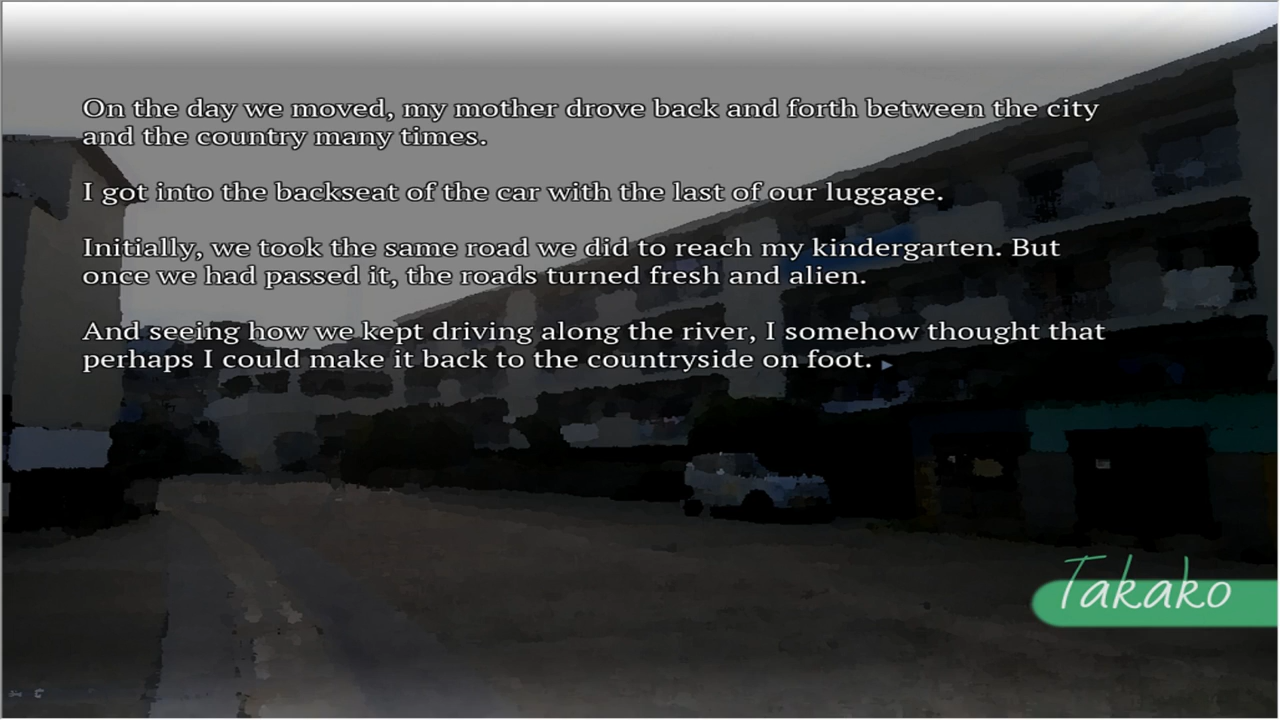 On the day we moved, my mother drove back and forth between the city
and the country many times.
I got into the backseat of the car with the last of our luggage.
Initially, we took the same road we did to reach my kindergarten. But
once we had passed it, the roads turned fresh and alien.
And seeing how we kept driving along the river, I somehow thought that
perhaps I could make it back to the countryside on foot.
Takako